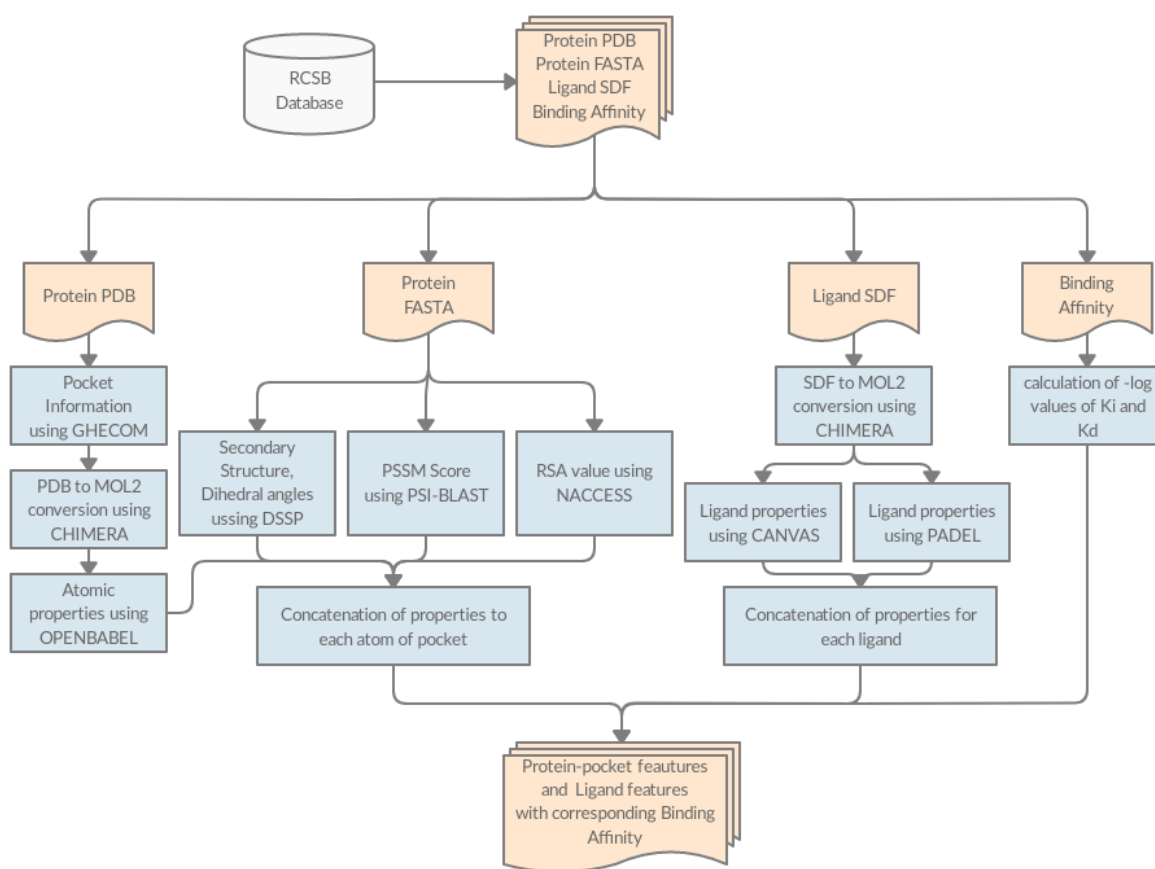 RCSB
Database
Protein PDB
Protein FASTA
Ligand SDF
Binding Affinity
Protein PDB
Protein
FASTA
Ligand SDF
Binding
Affinity
Pocket
Information
using GHECOM
SDF to MOL2
conversion using
CHIMERA
calculation of -log
values of Ki and
Kd
Secondary
Structure,
Dihedral angles
ussing DSSP
PSSM Score
using PSI-BLAST
RSA value using
NACCESS
PDB to MOL2
conversion using
CHIMERA
Ligand properties
using CANVAS
Ligand properties
using PADEL
Atomic
properties using
OPENBABEL
Concatenation of properties to
each atom of pocket
Concatenation of properties for
each ligand
Protein-pocket feautures
and Ligand features
with corresponding Binding
Affinity